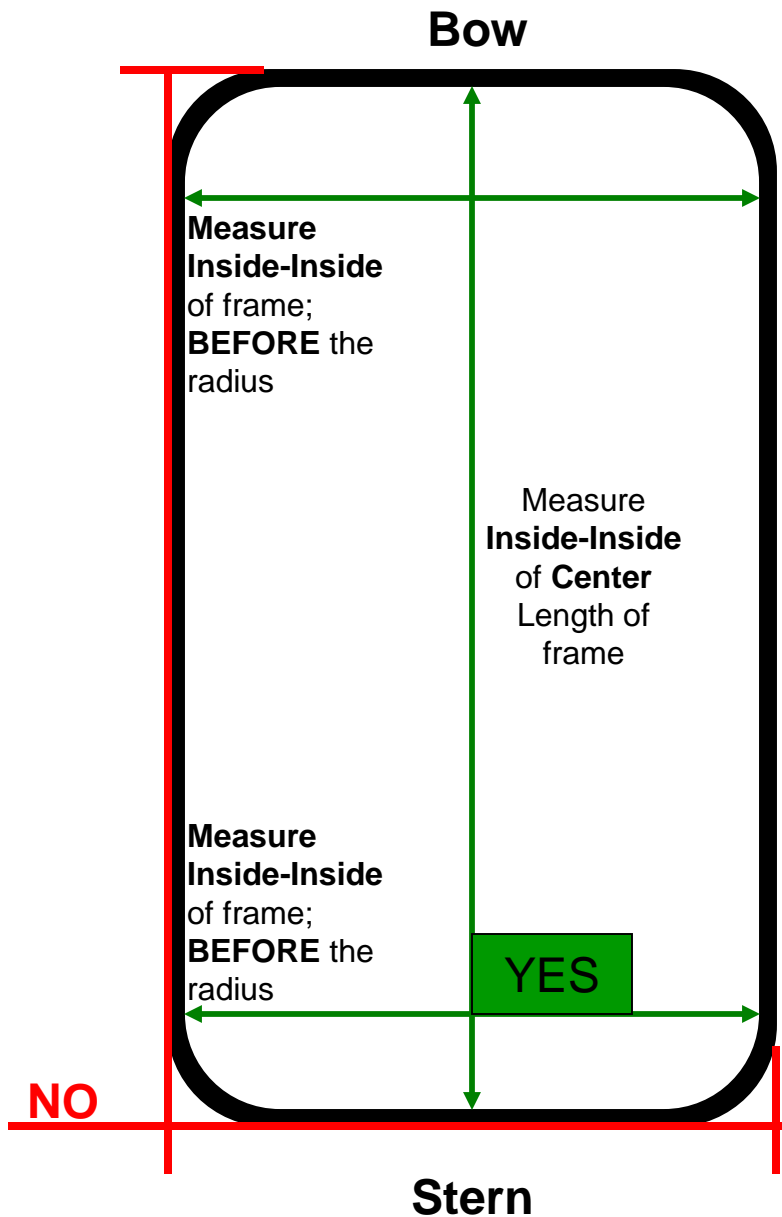 Bow
Measure
Inside-Inside
of frame;
BEFORE the
radius
Measure
Inside-Inside
of Center
Length of
frame
Measure
Inside-Inside
of frame;
BEFORE the
radius
YES
NO
Stern